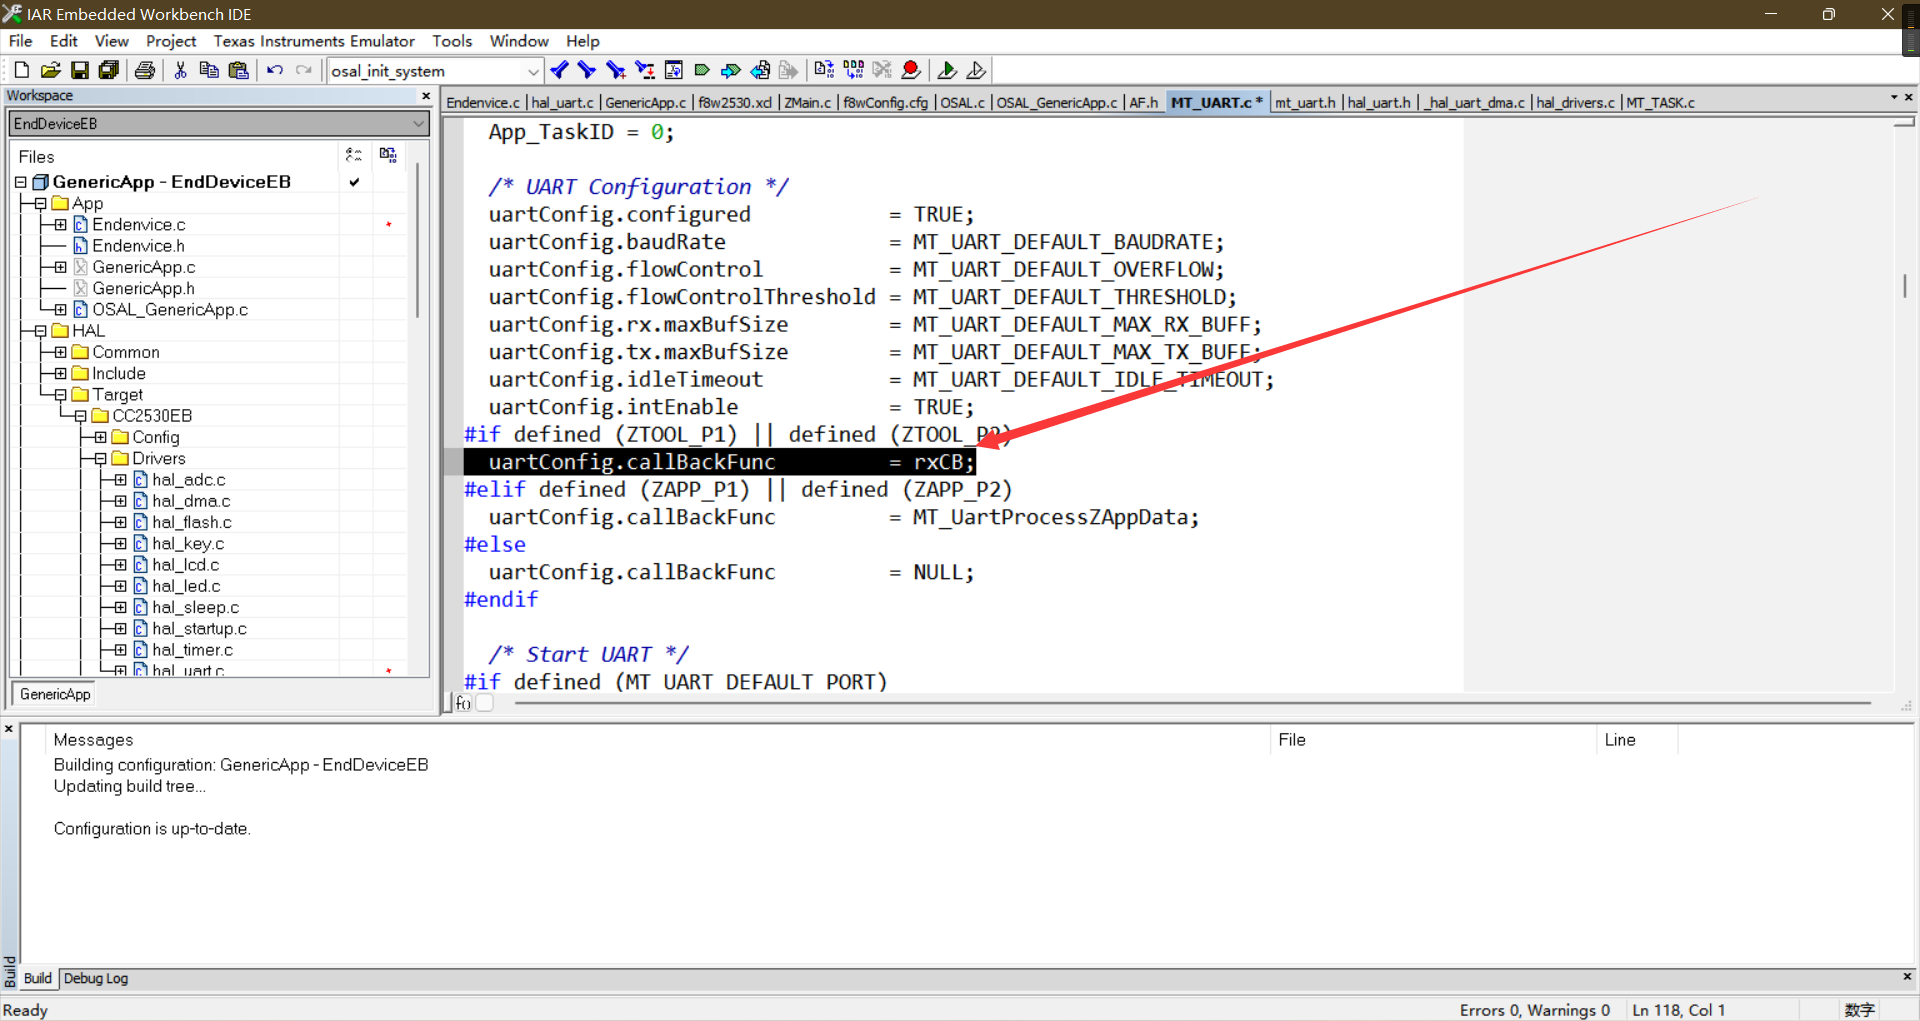 IAR Embedded Workbench IDE
File Edit View Project Texas Instruments Emulator Tools Window Help
osal_init_system
Workspace
EndDeviceEB
Files
GenericApp - EndDeviceEB
App
Endenvice.c
Endenvice.h
GenericApp.c
GenericApp.h
OSAL_GenericApp.c
HAL
Common
Include
Target
CC2530EB
Config
Drivers
hal_adc.c
hal_dma.c
hal_flash.c
hal_key.c
hal_lcd.c
hal_led.c
hal_sleep.c
hal_startup.c
hal_timer.c
hal_uart.c
GenericApp
Endenvice.c | hal_uart.c | GenericApp.c | f8w2530.xcl | ZMain.c | f8wConfig.cfg | OSAL.c | OSAL_GenericApp.c | AF.h | MT_UART.c * | mt_uart.h | hal_uart.h | _hal_uart_dma.c | hal_drivers.c | MT_TASK.c
App_TaskID = 0;
/* UART Configuration */
uartConfig.configured = TRUE;
uartConfig.baudRate = MT_UART_DEFAULT_BAUDRATE;
uartConfig.flowControl = MT_UART_DEFAULT_OVERFLOW;
uartConfig.flowControlThreshold = MT_UART_DEFAULT_THRESHOLD;
uartConfig.rx.maxBufSize = MT_UART_DEFAULT_MAX_RX_BUFF;
uartConfig.tx.maxBufSize = MT_UART_DEFAULT_MAX_TX_BUFF;
uartConfig.idleTimeout = MT_UART_DEFAULT_IDLE_TIMEOUT;
uartConfig.intEnable = TRUE;
#if defined (ZTOOL_P1) || defined (ZTOOL_P2)
uartConfig.callBackFunc = rxCB;
#elif defined (ZAPP_P1) || defined (ZAPP_P2)
uartConfig.callBackFunc = MT_UartProcessZAppData;
#else
uartConfig.callBackFunc = NULL;
#endif
/* Start UART */
#if defined (MT_UART_DEFAULT_PORT)
f()
Messages File Line
Building configuration: GenericApp - EndDeviceEB
Updating build tree...
Configuration is up-to-date.
Build
Build Debug Log
Ready Errors 0, Warnings 0 Ln 118, Col 1 数字